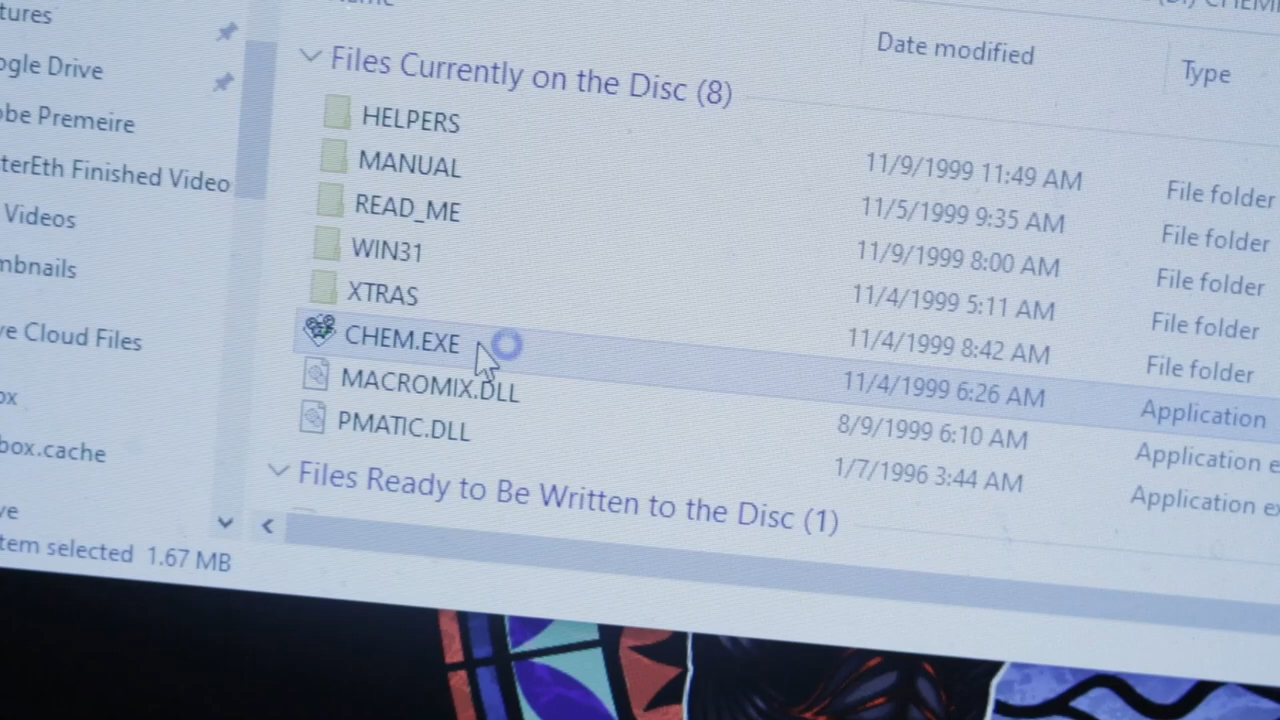 Date modified
Type
Files Currently on the Disc (8)
HELPERS 11/9/1999 11:49 AM File folder
MANUAL 11/5/1999 9:35 AM File folder
READ_ME 11/9/1999 8:00 AM File folder
WIN31 11/4/1999 5:11 AM File folder
XTRAS 11/4/1999 8:42 AM File folder
CHEM.EXE 11/4/1999 6:26 AM Application
MACROMIX.DLL 8/9/1999 6:10 AM Application e
PMATIC.DLL 1/7/1996 3:44 AM Application ex
Files Ready to Be Written to the Disc (1)
tures
ogle Drive
obe Premeire
terEth Finished Video
Videos
mbnails
ve Cloud Files
ox
box.cache
ve
tem selected 1.67 MB